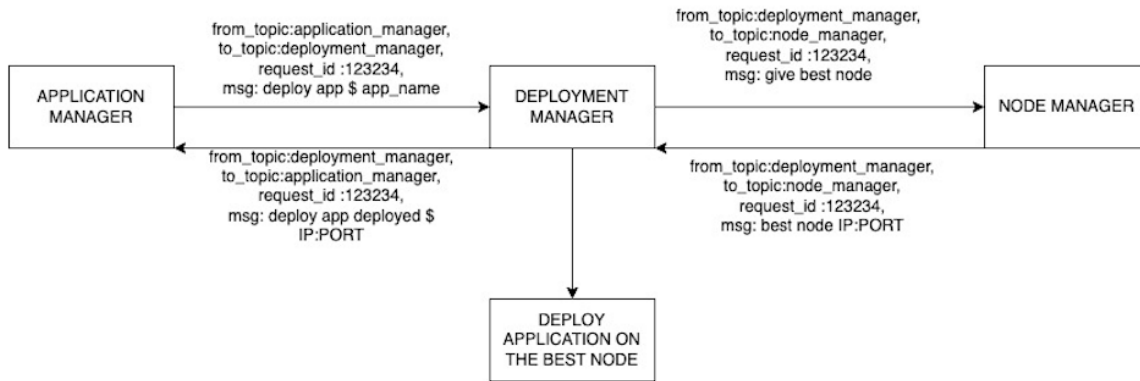 from_topic:application_manager,
to_topic:deployment_manager,
request_id :123234,
msg: deploy app $ app_name
from_topic:deployment_manager,
to_topic:node_manager,
request_id :123234,
msg: give best node
APPLICATION
MANAGER
DEPLOYMENT
MANAGER
NODE MANAGER
from_topic:deployment_manager,
to_topic:application_manager,
request_id :123234,
msg: deploy app deployed $
IP:PORT
from_topic:deployment_manager,
to_topic:node_manager,
request_id :123234,
msg: best node IP:PORT
DEPLOY
APPLICATION ON
THE BEST NODE